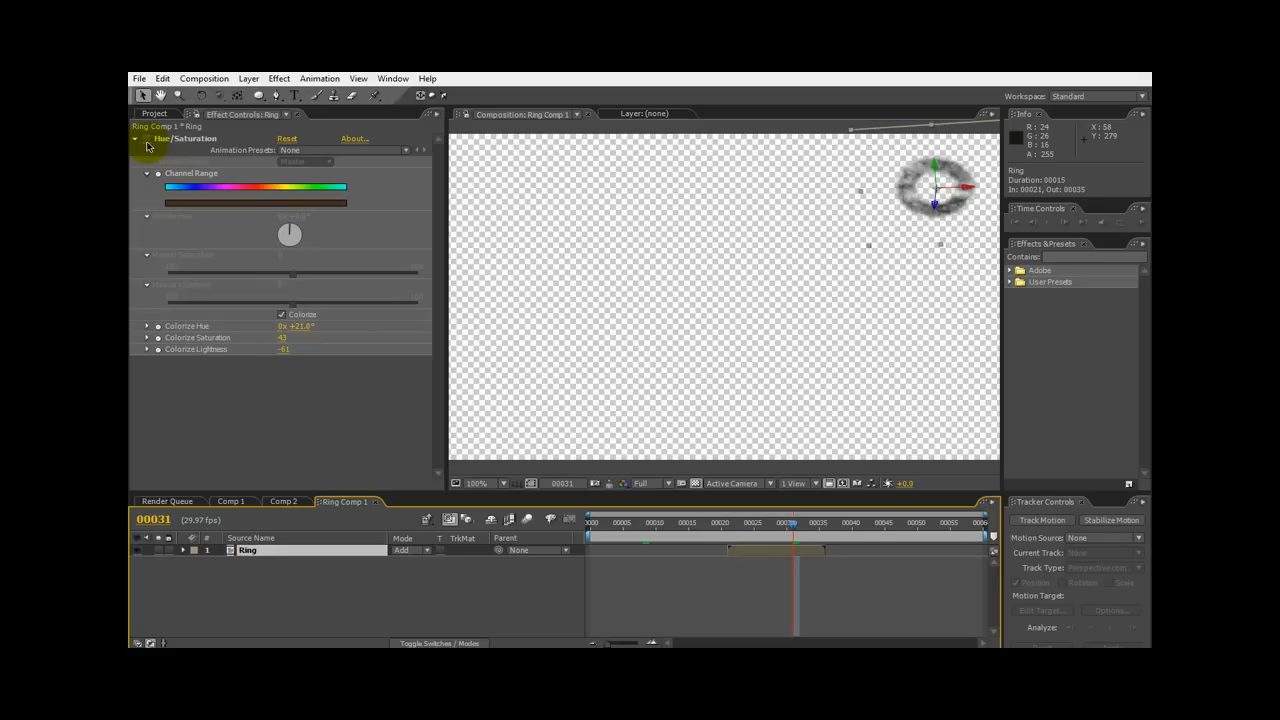 File Edit Composition Layer Effect Animation View Window Help
Workspace: Standard
Project Effect Controls: Ring
Composition: Ring Comp 1 Layer: (none)
Info
Ring Comp 1 * Ring
Hue/Saturation Reset About...
Animation Presets: None
Master
Channel Range
0x +0.0°
Colorize
Colorize Hue 0x +21.0°
Colorize Saturation 43
Colorize Lightness -61
R : 24
G : 26
B : 16
A : 255
X : 58
Y : 279
Ring
Duration: 00015
In: 00021, Out: 00035
Time Controls
Effects & Presets
Contains:
Adobe
User Presets
100% Full 00031 Active Camera 1 View +0.0
Render Queue Comp 1 Comp 2 Ring Comp 1
00031 (29.97 fps)
# Source Name Mode T TrkMat Parent
1 Ring Add None
0000 00005 00010 00015 00020 00025 00035 00040 00045 00050 00055
Toggle Switches / Modes
Tracker Controls
Track Motion Stabilize Motion
Motion Source: None
Current Track: None
Track Type: Perspective corn...
Position Rotation Scale
Motion Target:
Edit Target... Options...
Analyze: